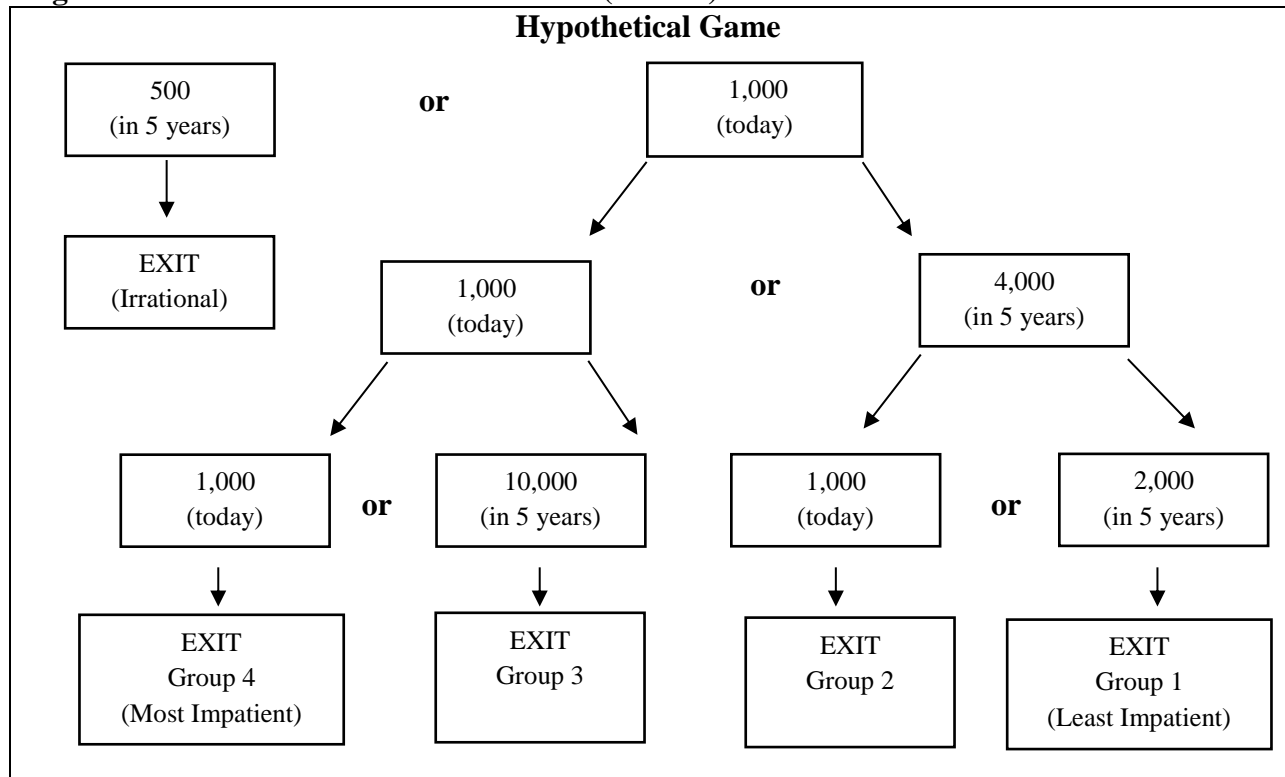 Hypothetical Game
500
(in 5 years)
or
1,000
(today)
EXIT
(Irrational)
1,000
(today)
or
4,000
(in 5 years)
1,000
(today)
or
10,000
(in 5 years)
1,000
(today)
or
2,000
(in 5 years)
EXIT
Group 4
(Most Impatient)
EXIT
Group 3
EXIT
Group 2
EXIT
Group 1
(Least Impatient)